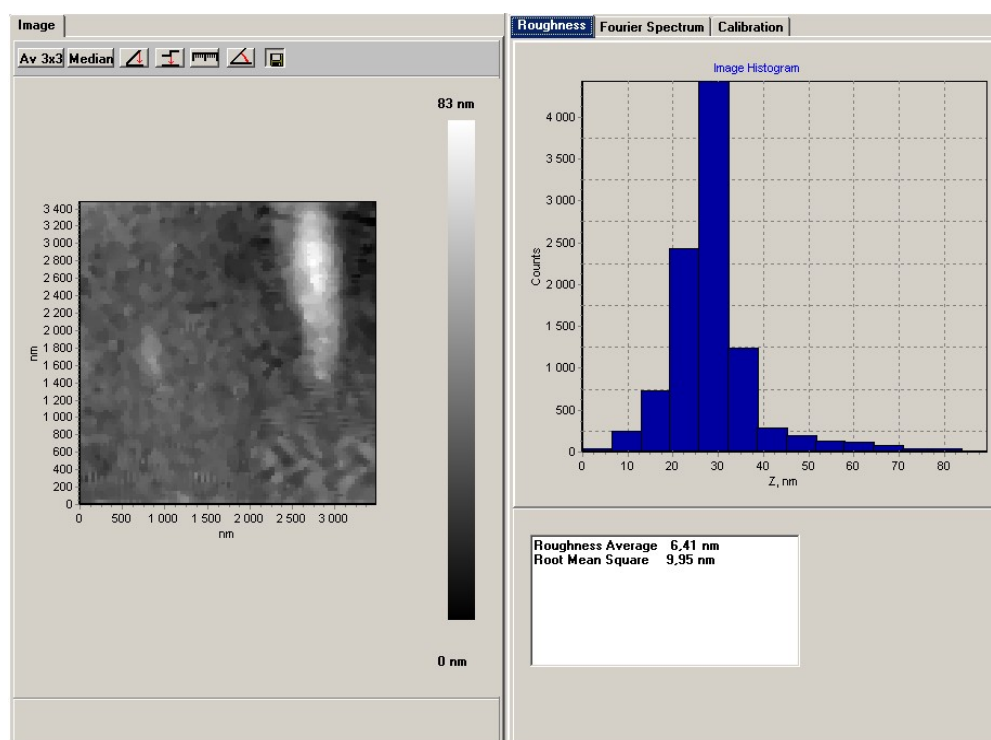 Image
Av 3x3 Median
83 nm
3 400
3 200
3 000
2 800
2 600
2 400
2 200
2 000
1 800
1 600
1 400
1 200
1 000
800
600
400
200
0
nm
0 500 1 000 1 500 2 000 2 500 3 000
nm
0 nm
Roughness Fourier Spectrum Calibration
Image Histogram
4 000
3 500
3 000
2 500
2 000
1 500
1 000
500
0
Counts
0 10 20 30 40 50 60 70 80
Z, nm
Roughness Average 6,41 nm
Root Mean Square 9,95 nm